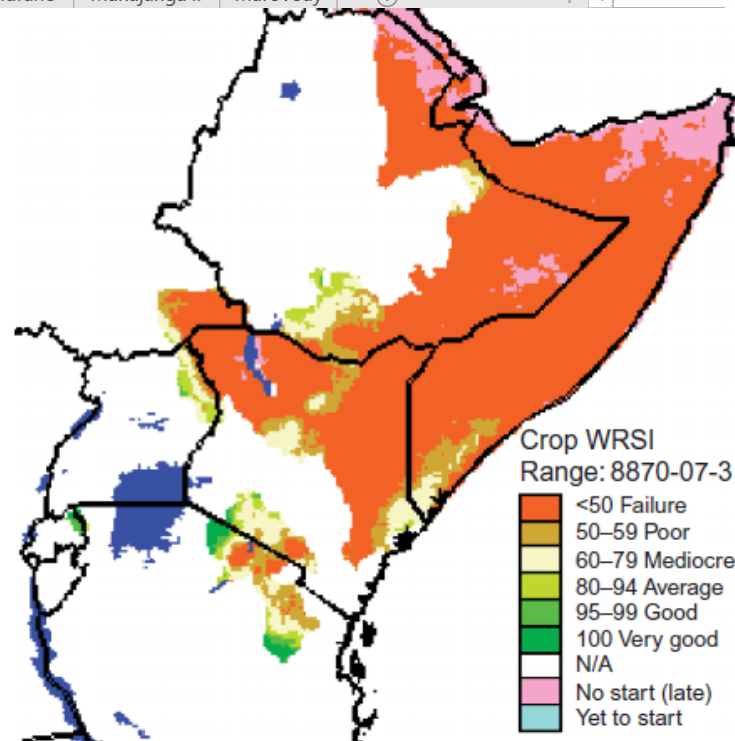 Crop WRSI
Range: 8870-07-3
<50 Failure
50–59 Poor
60–79 Mediocre
80–94 Average
95–99 Good
100 Very good
N/A
No start (late)
Yet to start